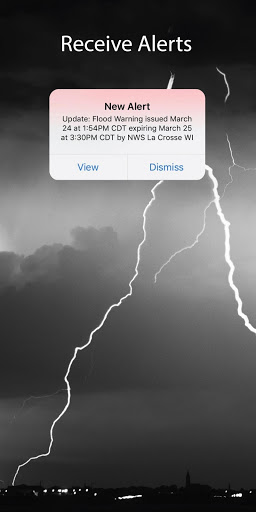 Receive Alerts
New Alert
Update: Flood Warning issued March
24 at 1:54PM CDT expiring March 25
at 3:30PM CDT by NWS La Crosse WI
View
Dismiss